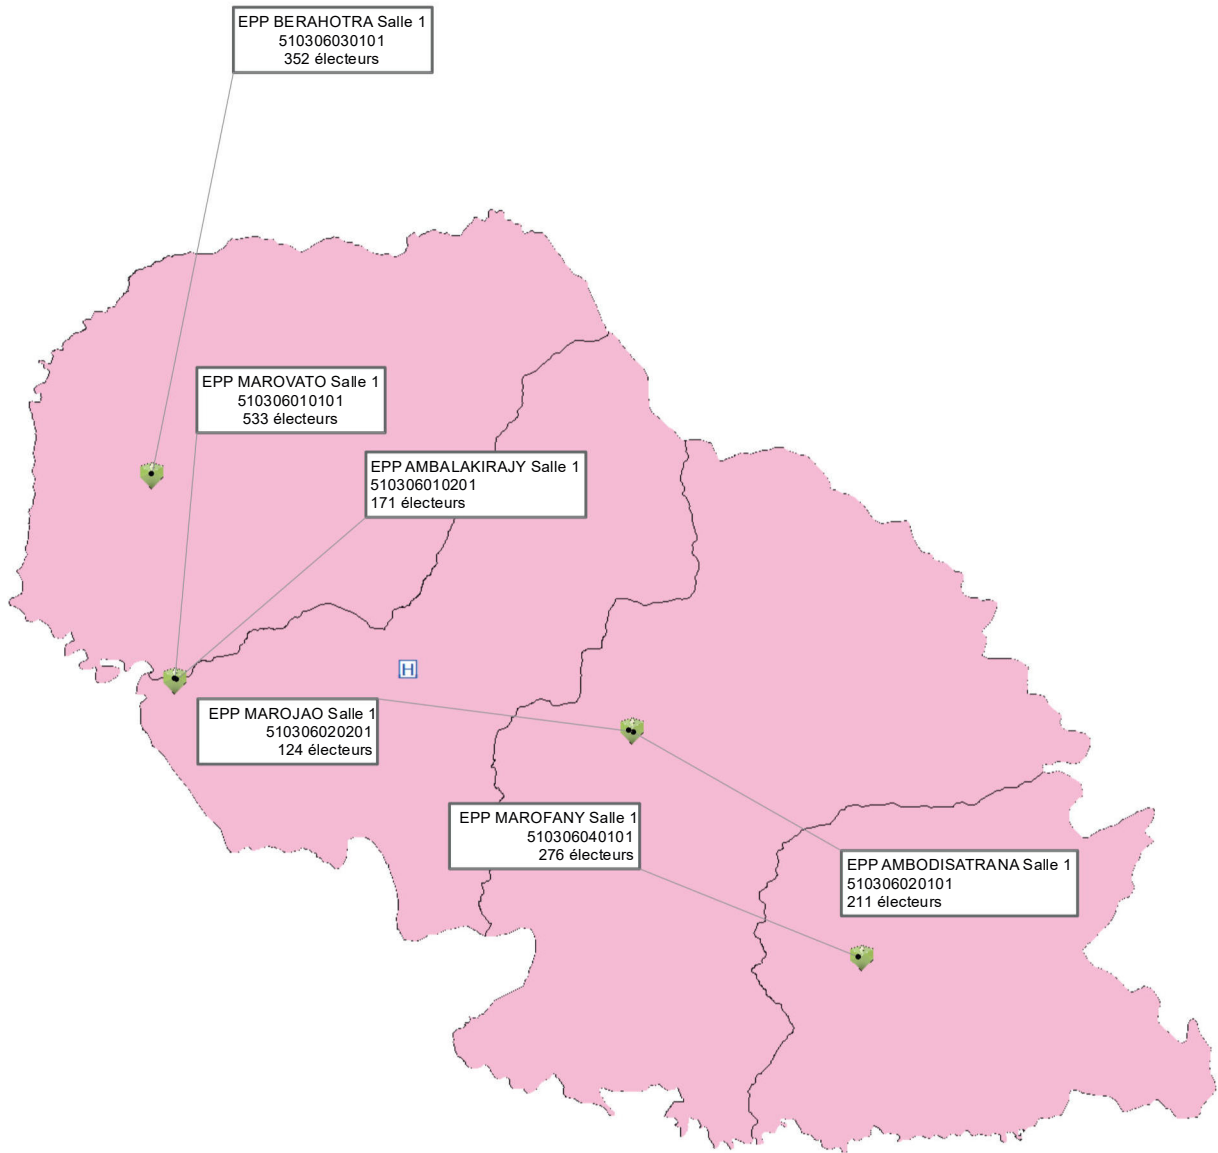 EPP BERAHOTRA Salle 1
510306030101
352 électeurs
EPP MAROVATO Salle 1
510306010101
533 électeurs
EPP AMBALAKIRAJY Salle 1
510306010201
171 électeurs
H
EPP MAROJAO Salle 1
510306020201
124 électeurs
EPP MAROFANY Salle 1
510306040101
276 électeurs
EPP AMBODISATRANA Salle 1
510306020101
211 électeurs